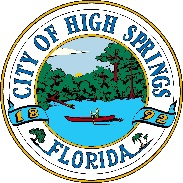 CITY OF HIGH SPRINGS
18 92
FLORIDA